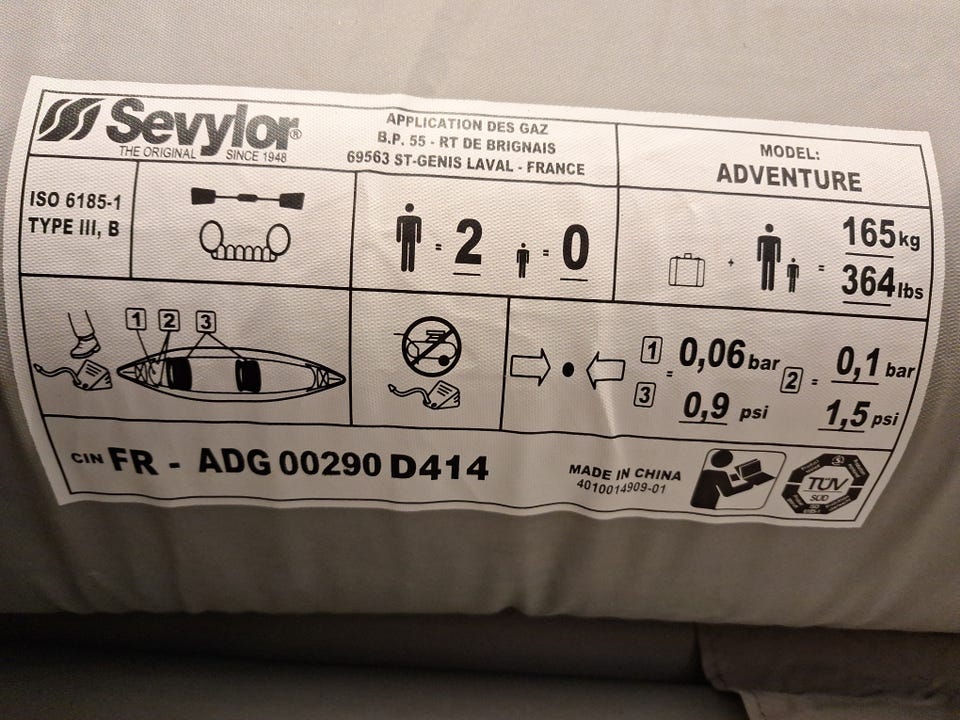 Sevylor®
THE ORIGINAL SINCE 1948
APPLICATION DES GAZ
B.P. 55 - RT DE BRIGNAIS
69563 ST-GENIS LAVAL - FRANCE
MODEL:
ADVENTURE
ISO 6185-1
TYPE III, B
= 2 = 0
+ = 165 kg
364 lbs
1 2 3
1 = 0,06 bar
3 0,9 psi
2 = 0,1 bar
1,5 psi
CIN FR - ADG 00290 D414
MADE IN CHINA
4010014909-01
TÜV
SÜD